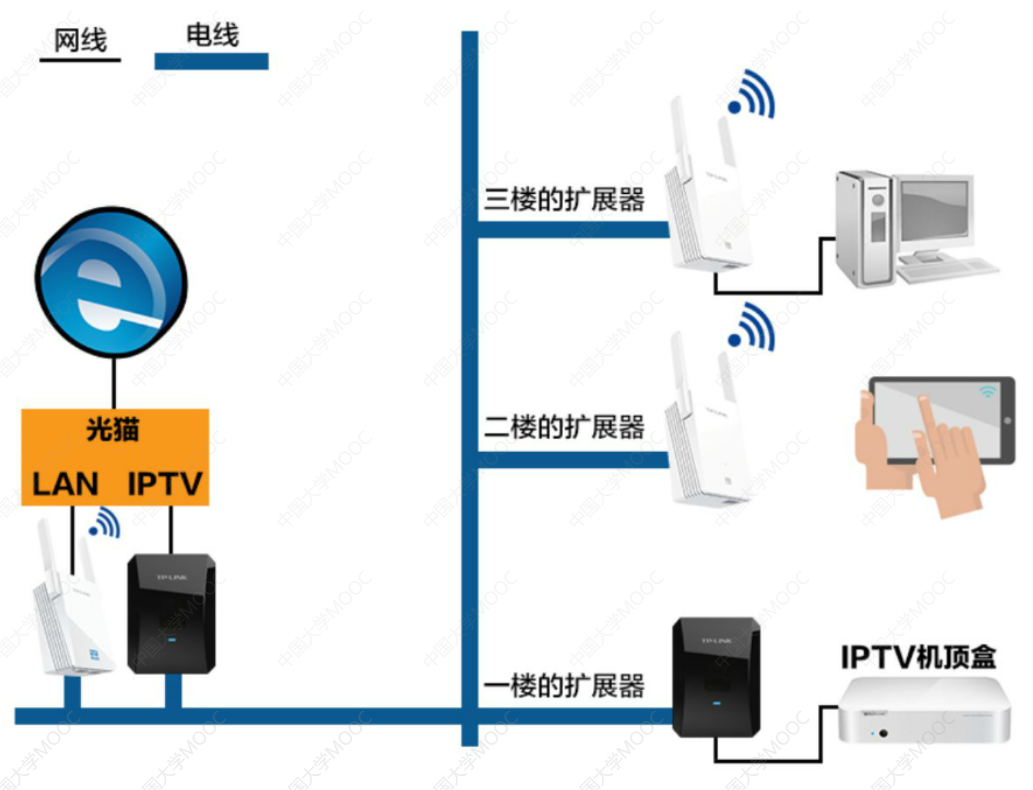 网线
电线
三楼的扩展器
TP-LINK
二楼的扩展器
TP-LINK
光猫
LAN IPTV
TP-LINK
一楼的扩展器
TP-LINK
IPTV机顶盒
中国大学MOOC